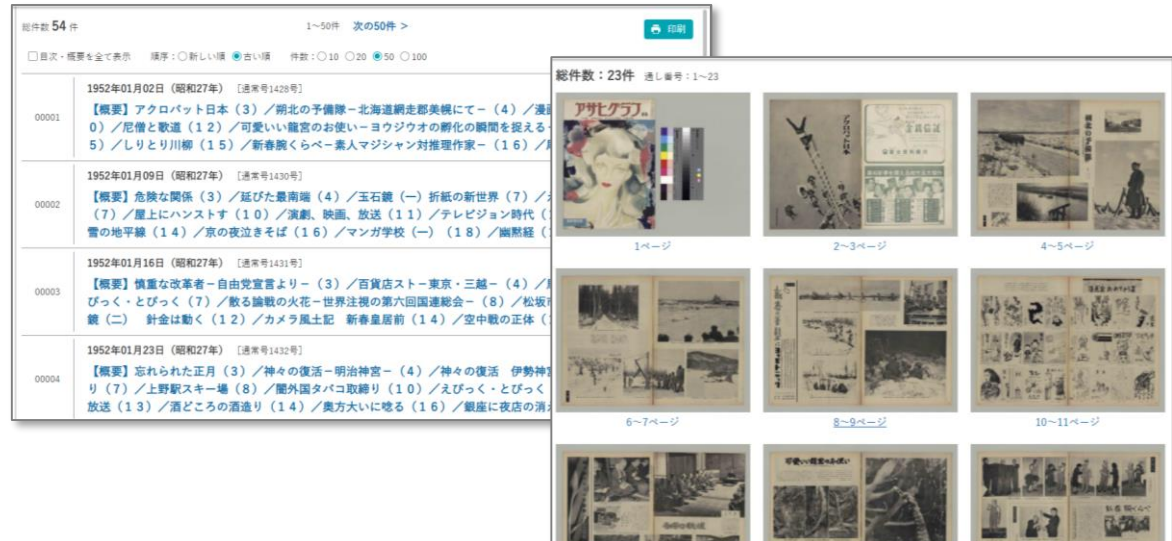 総件数 54 件
1～50件 次の50件 >
印刷
目次・概要を全て表示 順序：○新しい順 ◉古い順 件数：○10 ○20 ◉50 ○100
1952年01月02日（昭和27年） [通常号1428号]
00001
【概要】アクロバット日本（３）／朔北の予備隊－北海道網走郡美幌にて－（４）／漫
０）／尼僧と歌道（１２）／可愛いい龍宮のお使い－ヨウジウオの孵化の瞬間を捉える－
５）／しりとり川柳（１５）／新春腕くらべ－素人マジシャン対推理作家－（１６）／
1952年01月09日（昭和27年） [通常号1430号]
00002
【概要】危険な関係（３）／延びた最南端（４）／玉石鏡（一）折紙の新世界（７）／
（７）／屋上にハンストす（１０）／演劇、映画、放送（１１）／テレビジョン時代（
雪の地平線（１４）／京の夜泣きそば（１６）／マンガ学校（一）（１８）／幽黙経（
1952年01月16日（昭和27年） [通常号1431号]
00003
【概要】慎重な改革者－自由党宣言より－（３）／百貨店スト－東京・三越－（４）／
ぴっく・とぴっく（７）／散る論戦の火花－世界注視の第六回国連総会－（８）／松坂
鏡（二） 針金は動く（１２）／カメラ風土記 新春皇居前（１４）／空中戦の正体（
1952年01月23日（昭和27年） [通常号1432号]
00004
【概要】忘れられた正月（３）／神々の復活－明治神宮－（４）／神々の復活 伊勢神
り（７）／上野駅スキー場（８）／闇外国タバコ取締り（１０）／えぴっく・とぴっく
放送（１３）／酒どころの酒造り（１４）／奥方大いに唸る（１６）／銀座に夜店の消
総件数：23件 通し番号：1～23
アサヒグラフ
アクロバット日本
朔北の予備隊
1ページ
2～3ページ
4～5ページ
6～7ページ
8～9ページ
10～11ページ
可愛いい龍宮のお使い